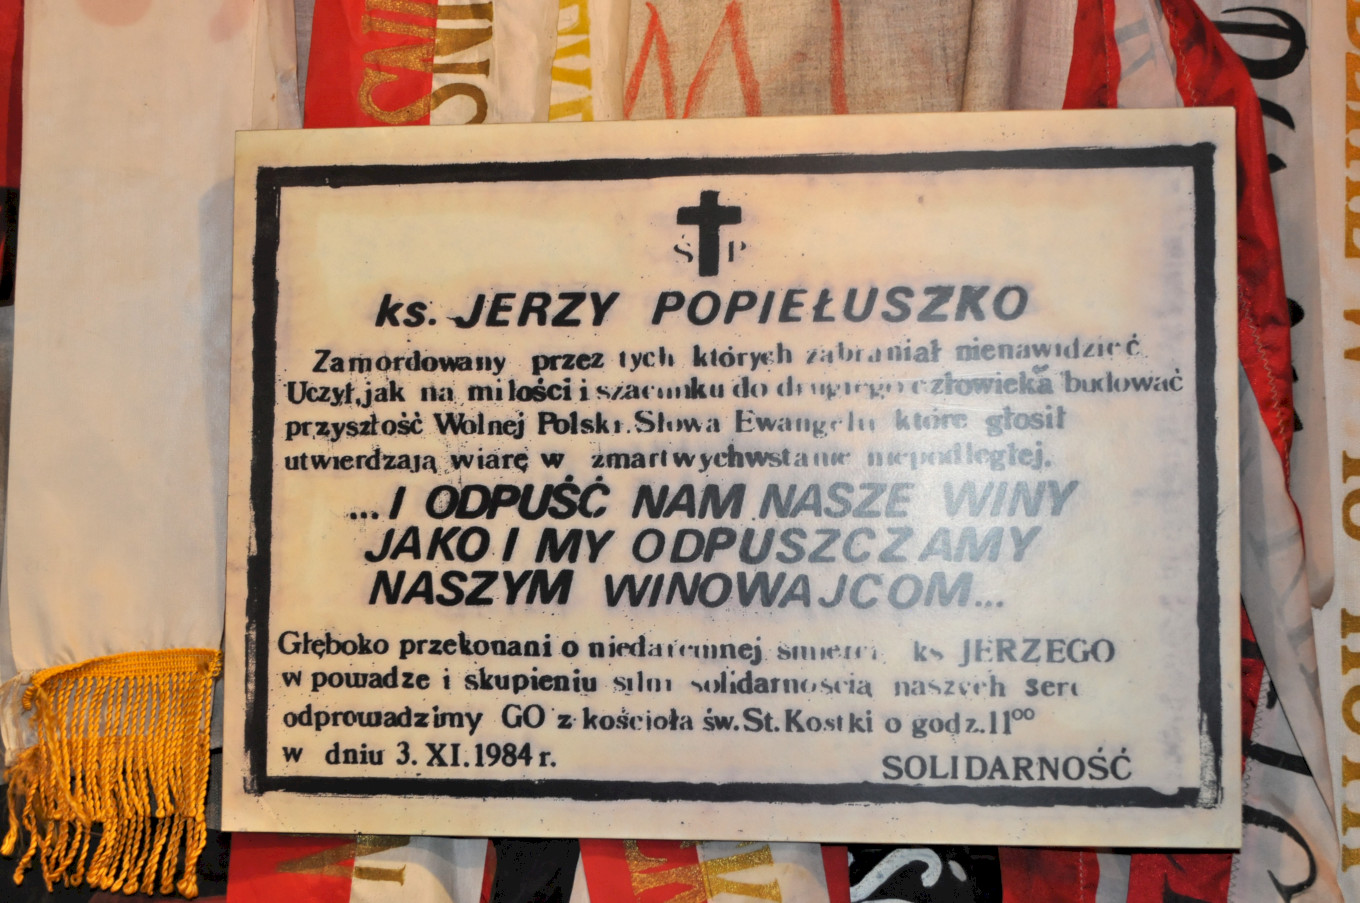 Ś P
ks. JERZY POPIEŁUSZKO
Zamordowany przez tych których zabraniał nienawidzieć
Uczył, jak na miłości i szacunku do drugiego człowieka budować
przyszłość Wolnej Polski. Słowa Ewangelii które głosił
utwierdzają wiarę w zmartwychwstanie niepodległej.
...I ODPUŚĆ NAM NASZE WINY
JAKO I MY ODPUSZCZAMY
NASZYM WINOWAJCOM...
Głęboko przekonani o niedaremnej śmierci ks JERZEGO
w powadze i skupieniu silni solidarnością naszych serc
odprowadzimy GO z kościoła św. St. Kostki o godz. 11⁰⁰
w dniu 3. XI. 1984 r.
SOLIDARNOŚĆ